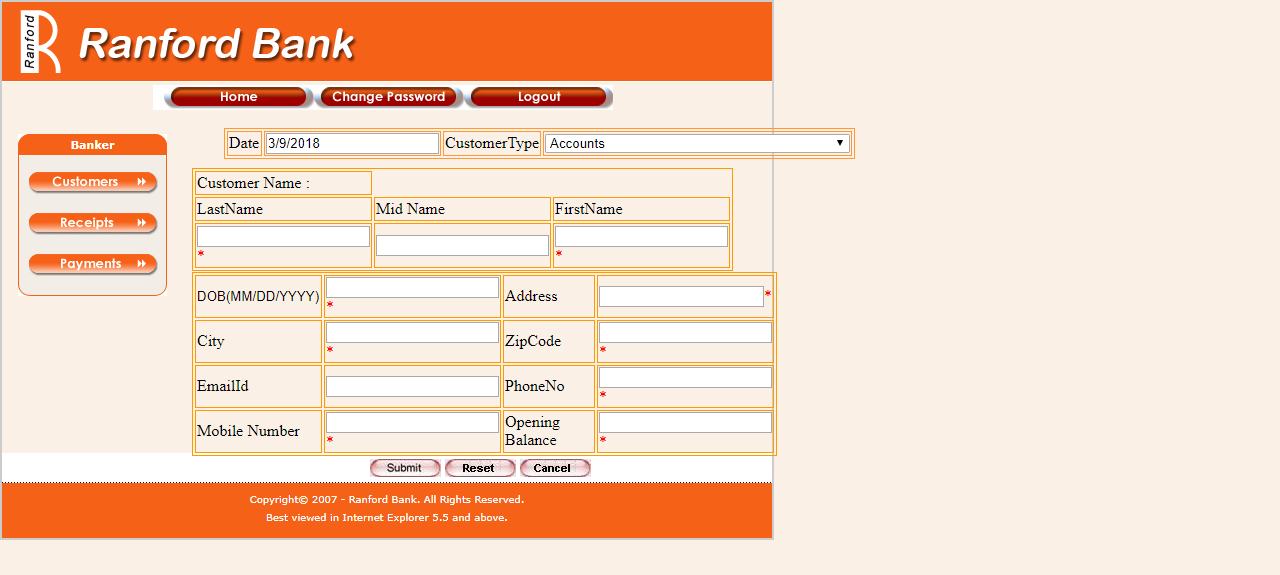 Ranford
Ranford Bank
Home Change Password Logout
Banker
Date 3/9/2018 CustomerType Accounts
Customers
Customer Name :
LastName Mid Name FirstName
Receipts
* *
Payments
DOB(MM/DD/YYYY) * Address *
City * ZipCode *
EmailId PhoneNo *
Mobile Number * Opening Balance *
Submit Reset Cancel
Copyright© 2007 - Ranford Bank. All Rights Reserved.
Best viewed in Internet Explorer 5.5 and above.